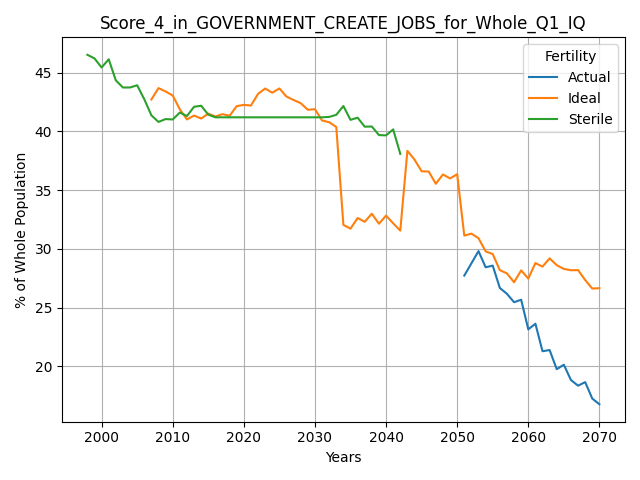 Score_4_in_GOVERNMENT_CREATE_JOBS_for_Whole_Q1_IQ
Fertility
Actual
Ideal
Sterile
% of Whole Population
45
40
35
30
25
20
2000
2010
2020
2030
2040
2050
2060
2070
Years